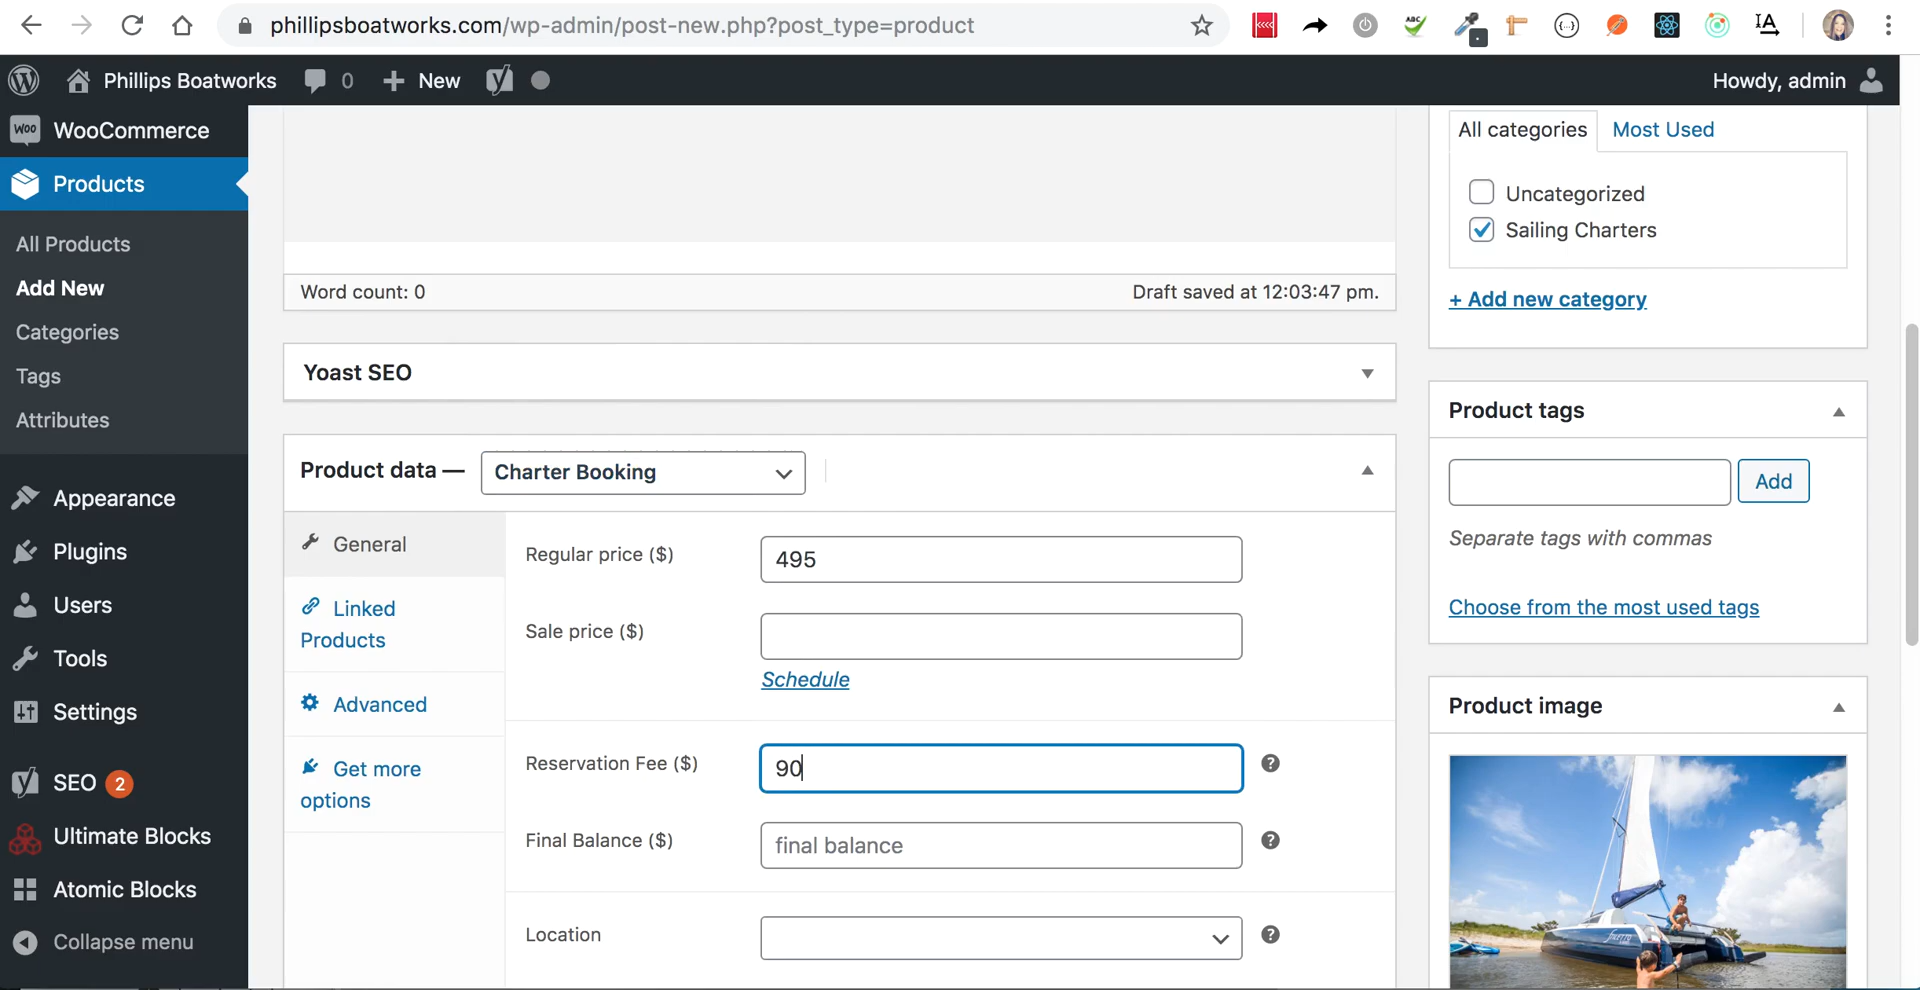 phillipsboatworks.com/wp-admin/post-new.php?post_type=product
ABC
IA
Phillips Boatworks
0
New
Howdy, admin
WOO
WooCommerce
Products
All Products
Add New
Categories
Tags
Attributes
Appearance
Plugins
Users
Tools
Settings
SEO 2
Ultimate Blocks
Atomic Blocks
Collapse menu
Word count: 0
Draft saved at 12:03:47 pm.
Yoast SEO
Product data —
Charter Booking
General
Linked
Products
Advanced
Get more
options
Regular price ($)
495
Sale price ($)
Schedule
Reservation Fee ($)
90
?
Final Balance ($)
final balance
?
Location
?
All categories
Most Used
Uncategorized
Sailing Charters
+ Add new category
Product tags
Add
Separate tags with commas
Choose from the most used tags
Product image